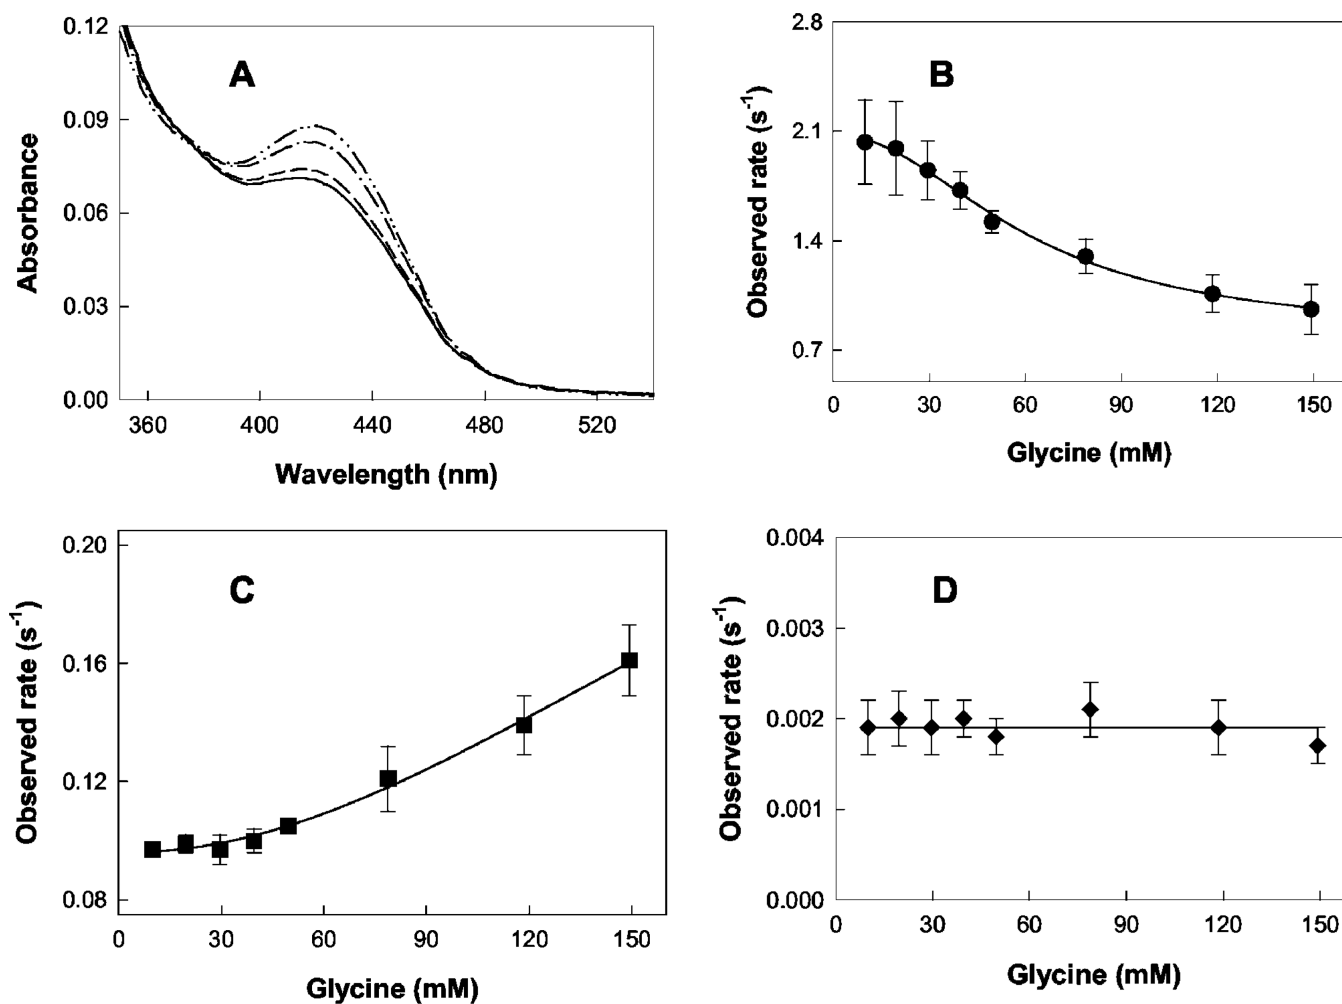 A
0.12
0.09
0.06
0.03
0.00
Absorbance
360 400 440 480 520
Wavelength (nm)
B
2.8
2.1
1.4
0.7
Observed rate (s-1)
0 30 60 90 120 150
Glycine (mM)
C
0.20
0.16
0.12
0.08
Observed rate (s-1)
0 30 60 90 120 150
Glycine (mM)
D
0.004
0.003
0.002
0.001
0.000
Observed rate (s-1)
0 30 60 90 120 150
Glycine (mM)